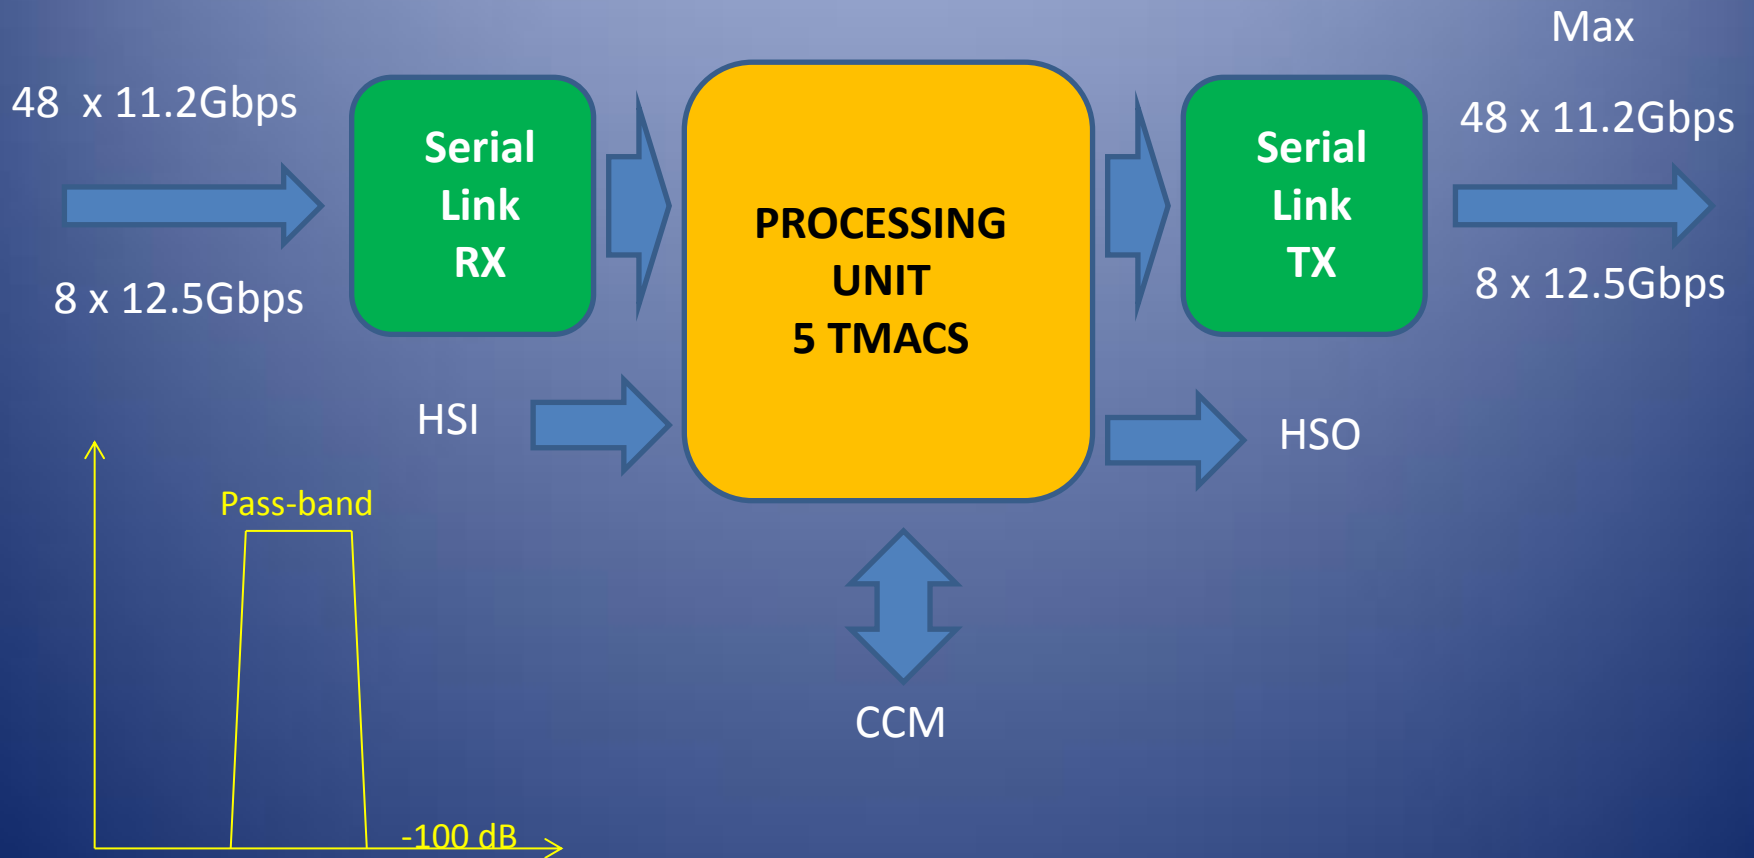 Max
48 x 11.2Gbps
8 x 12.5Gbps
Serial
Link
RX
PROCESSING
UNIT
5 TMACS
Serial
Link
TX
48 x 11.2Gbps
8 x 12.5Gbps
HSI
HSO
CCM
Pass-band
-100 dB